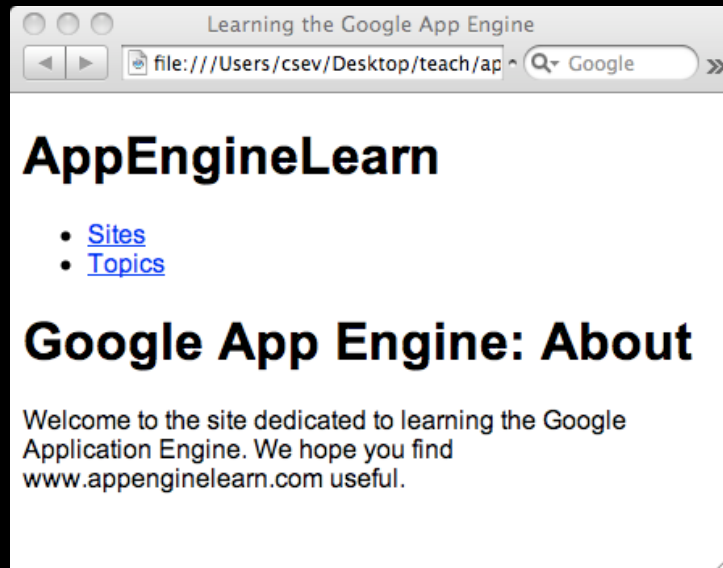 Learning the Google App Engine
file:///Users/csev/Desktop/teach/ap Google
AppEngineLearn
• Sites
• Topics
Google App Engine: About
Welcome to the site dedicated to learning the Google
Application Engine. We hope you find
www.appenginelearn.com useful.